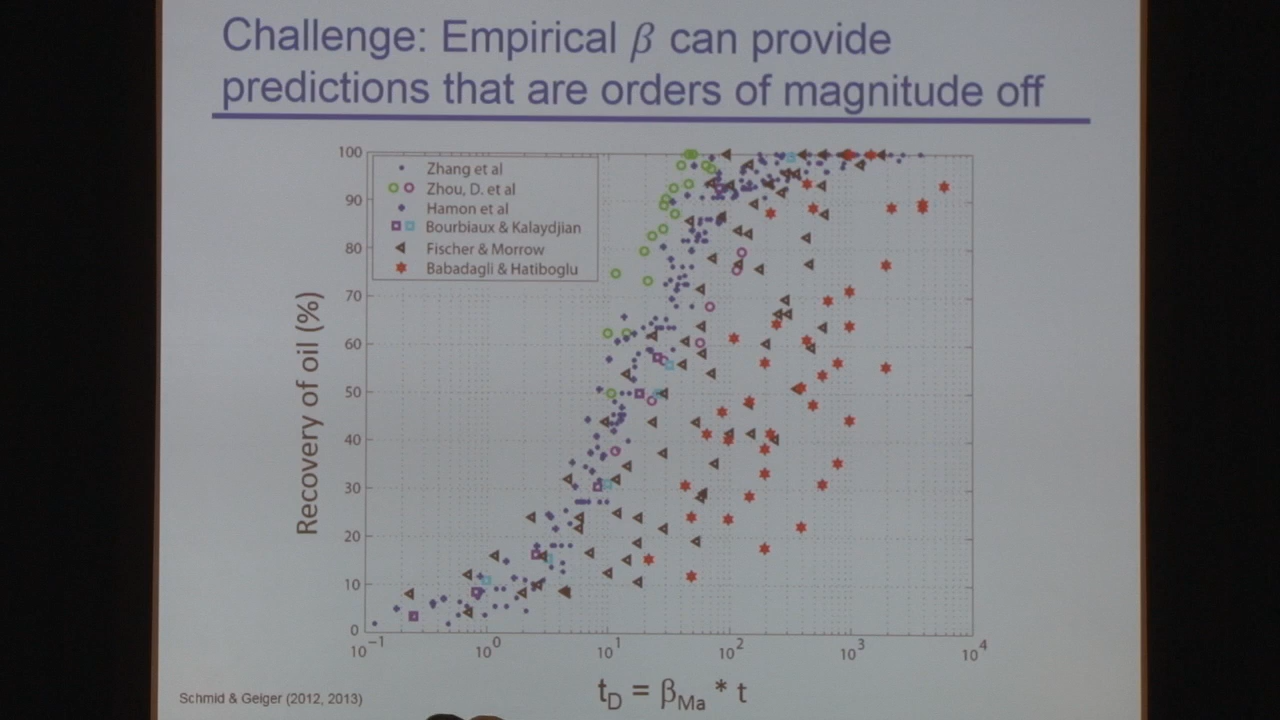 Challenge: Empirical β can provide
predictions that are orders of magnitude off
Zhang et al
Zhou, D. et al
Hamon et al
Bourbiaux & Kalaydjian
Fischer & Morrow
Babadagli & Hatiboglu
Recovery of oil (%)
100
90
80
70
60
50
40
30
20
10
0
10⁻¹ 10⁰ 10¹ 10² 10³ 10⁴
t_D = β_Ma * t
Schmid & Geiger (2012, 2013)